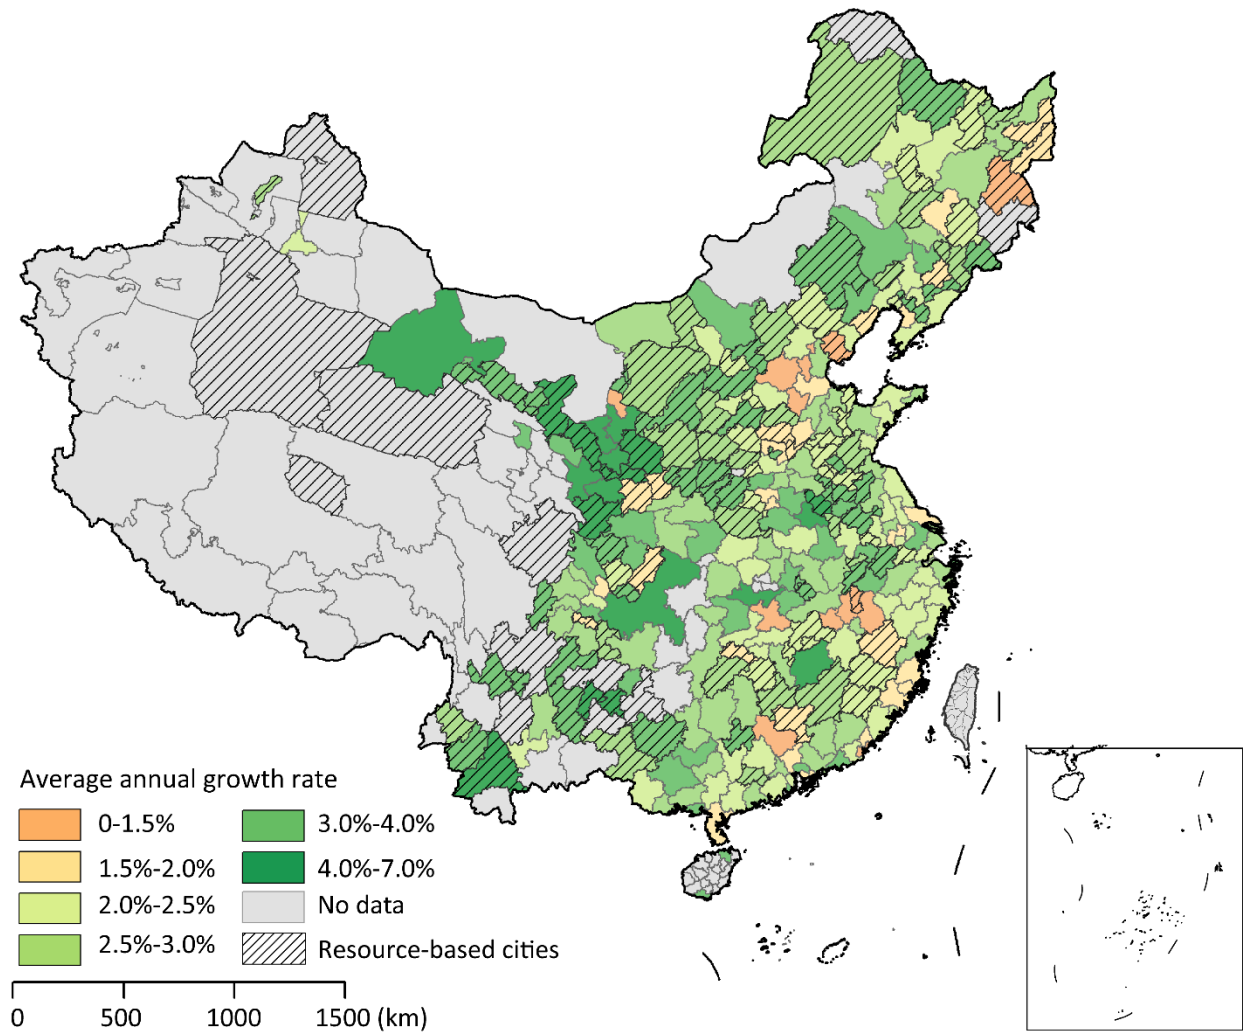 Average annual growth rate
0-1.5%
1.5%-2.0%
2.0%-2.5%
2.5%-3.0%
3.0%-4.0%
4.0%-7.0%
No data
Resource-based cities
0 500 1000 1500 (km)